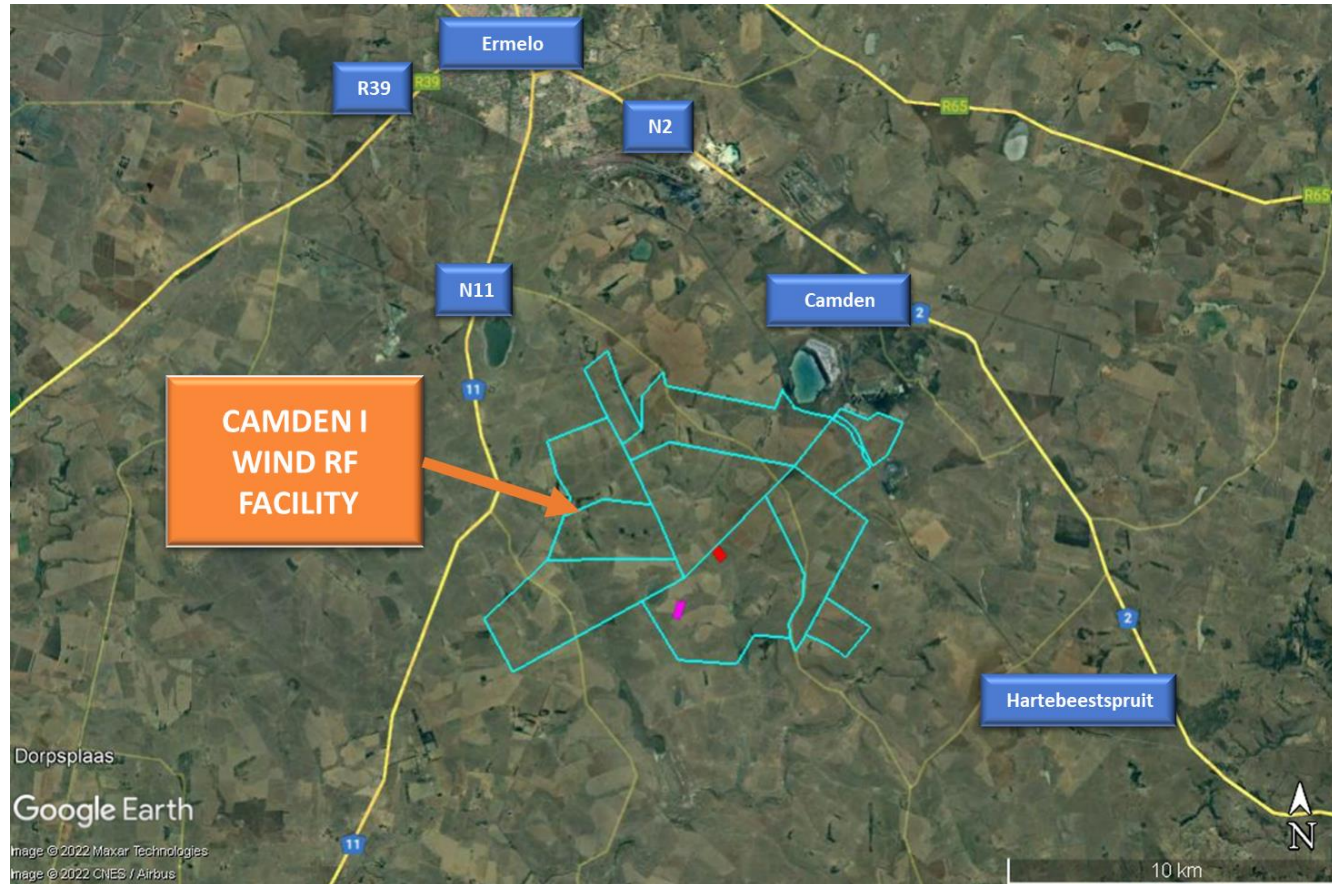 Ermelo
R39
R39
N2
R65
R65
N11
Camden
2
11
CAMDEN I
WIND RF
FACILITY
2
Hartebeestspruit
Dorpsplaas
Google Earth
11
N
Image © 2022 Maxar Technologies
Image © 2022 CNES / Airbus
10 km